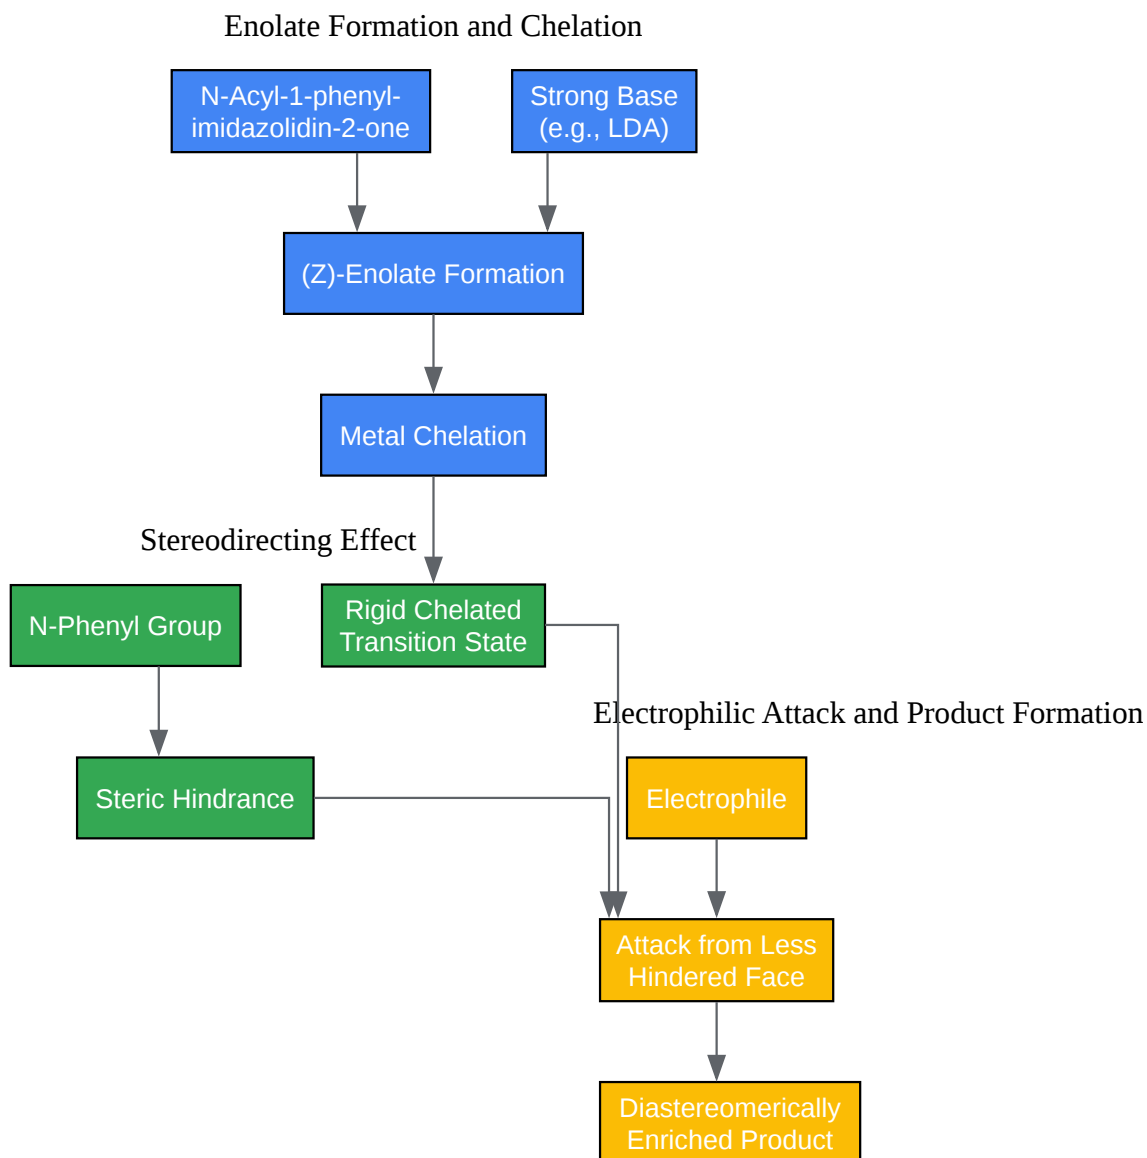 Enolate Formation and Chelation
N-Acyl-1-phenyl-
imidazolidin-2-one
Strong Base
(e.g., LDA)
(Z)-Enolate Formation
Metal Chelation
Stereodirecting Effect
N-Phenyl Group
Rigid Chelated
Transition State
Electrophilic Attack and Product Formation
Steric Hindrance
Electrophile
Attack from Less
Hindered Face
Diastereomerically
Enriched Product